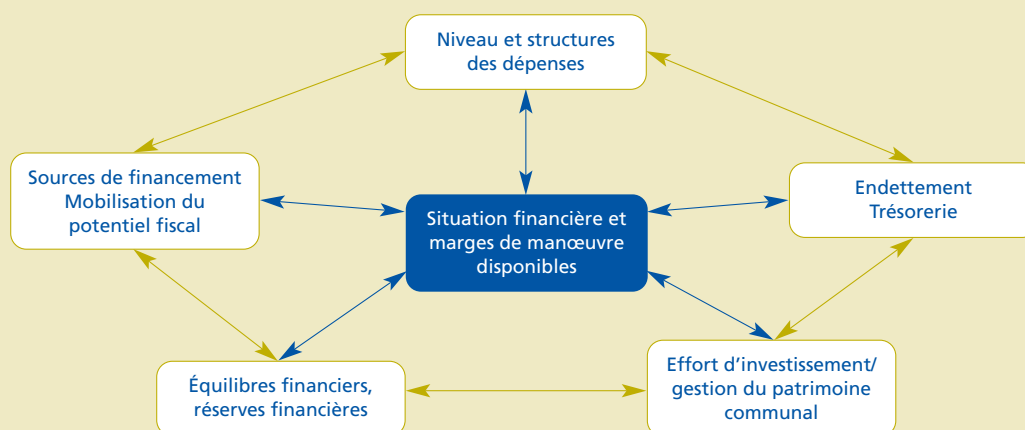 Niveau et structures
des dépenses
Sources de financement
Mobilisation du
potentiel fiscal
Situation financière et
marges de manœuvre
disponibles
Endettement
Trésorerie
Équilibres financiers,
réserves financières
Effort d’investissement/
gestion du patrimoine
communal